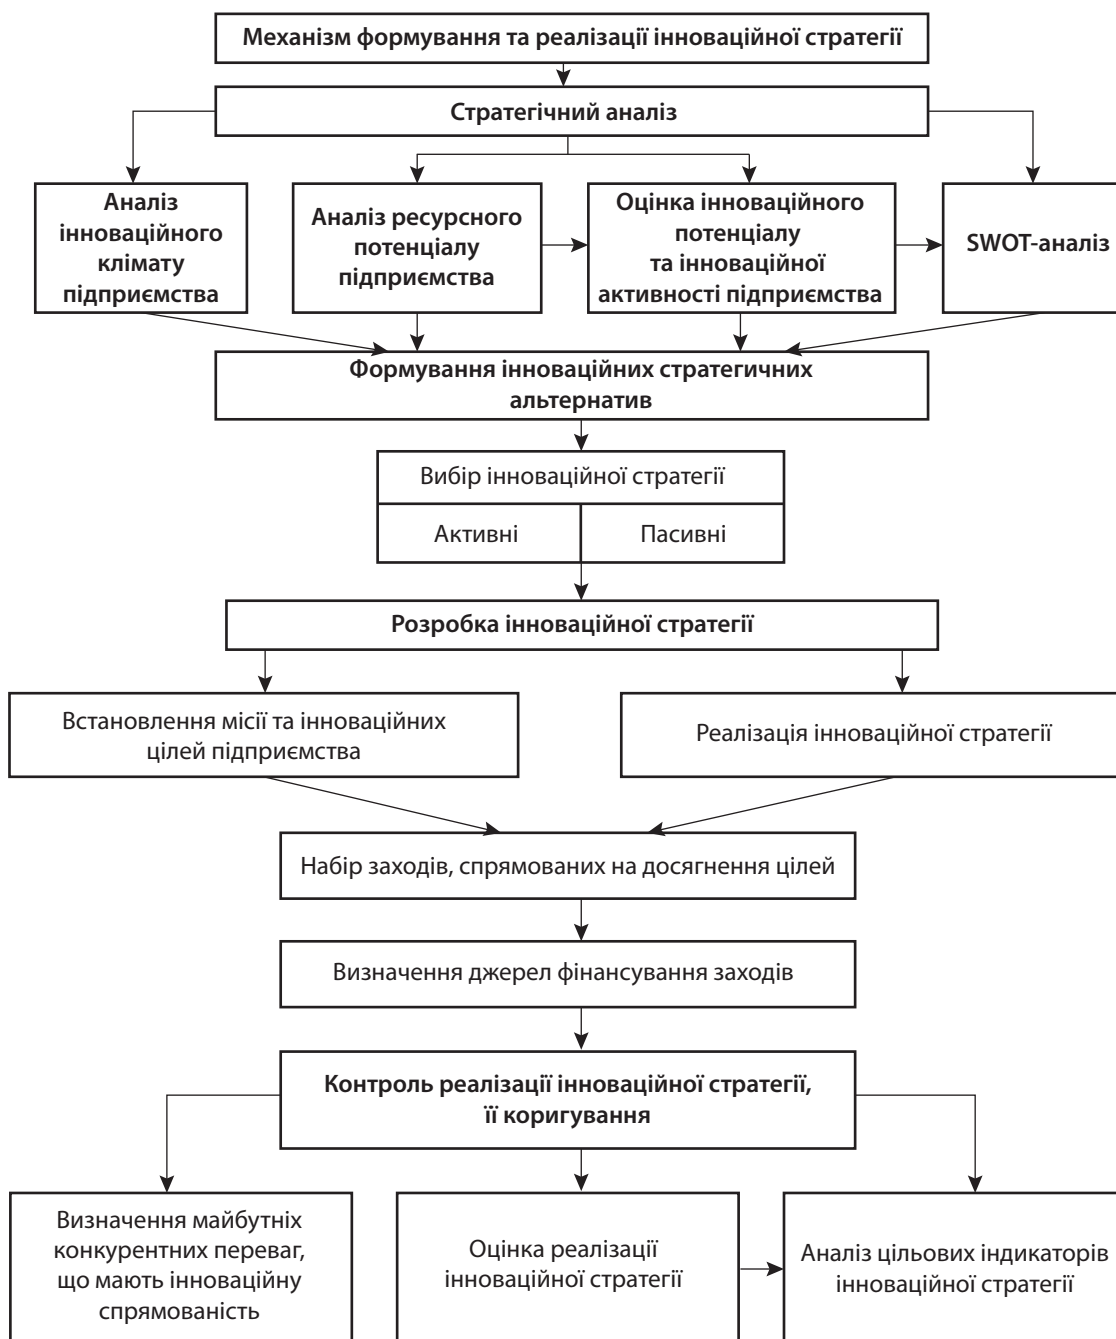 Механізм формування та реалізації інноваційної стратегії
Стратегічний аналіз
Аналіз
інноваційного
клімату
підприємства
Аналіз ресурсного
потенціалу
підприємства
Оцінка інноваційного
потенціалу
та інноваційної
активності підприємства
SWOT-аналіз
Формування інноваційних стратегичних
альтернатив
Вибір інноваційної стратегії
Активні
Пасивні
Розробка інноваційної стратегії
Встановлення місії та інноваційних
цілей підприємства
Реалізація інноваційної стратегії
Набір заходів, спрямованих на досягнення цілей
Визначення джерел фінансування заходів
Контроль реалізації інноваційної стратегії,
її коригування
Визначення майбутніх
конкурентних переваг,
що мають інноваційну
спрямованість
Оцінка реалізації
інноваційної стратегії
Аналіз цільових індикаторів
інноваційної стратегії